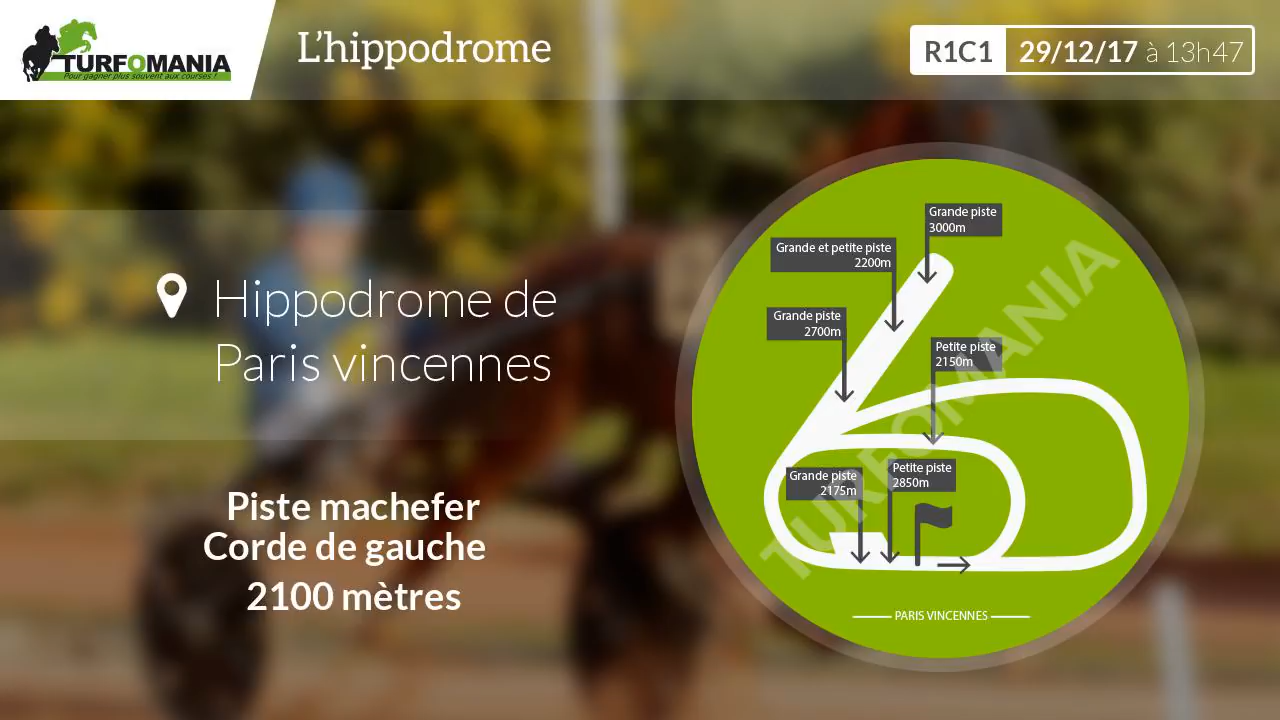 TURFOMANIA
Pour gagner plus souvent aux courses !
L'hippodrome
R1C1 29/12/17 à 13h47
Hippodrome de
Paris vincennes
Piste machefer
Corde de gauche
2100 mètres
Grande piste
3000m
Grande et petite piste
2200m
Grande piste
2700m
Petite piste
2150m
Grande piste
2175m
Petite piste
2850m
TURFOMANIA
PARIS VINCENNES